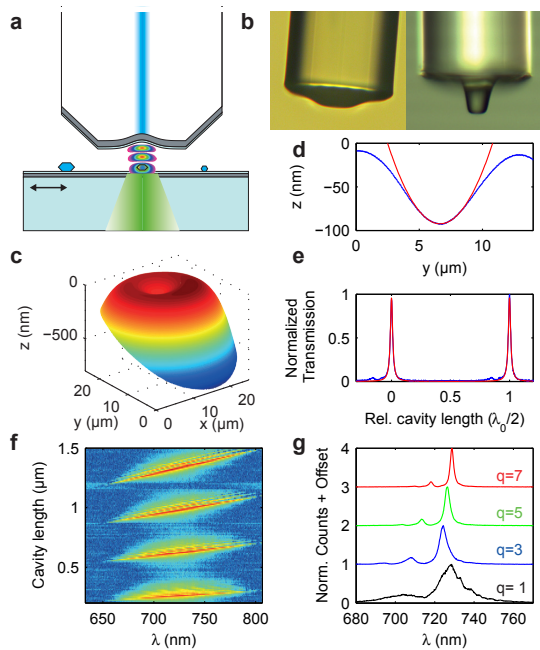 a
b
d
0
−50
−100
z (nm)
0
5
10
y (µm)
c
0
−500
z (nm)
20
10
0
y (µm)
0
10
20
x (µm)
e
1
0.5
0
Normalized
Transmission
0
0.5
1
Rel. cavity length (λ0/2)
f
1.5
1
0.5
Cavity length (µm)
650
700
750
800
λ (nm)
g
4
3
2
1
0
Norm. Counts + Offset
q=7
q=5
q=3
q= 1
680
700
720
740
760
λ (nm)